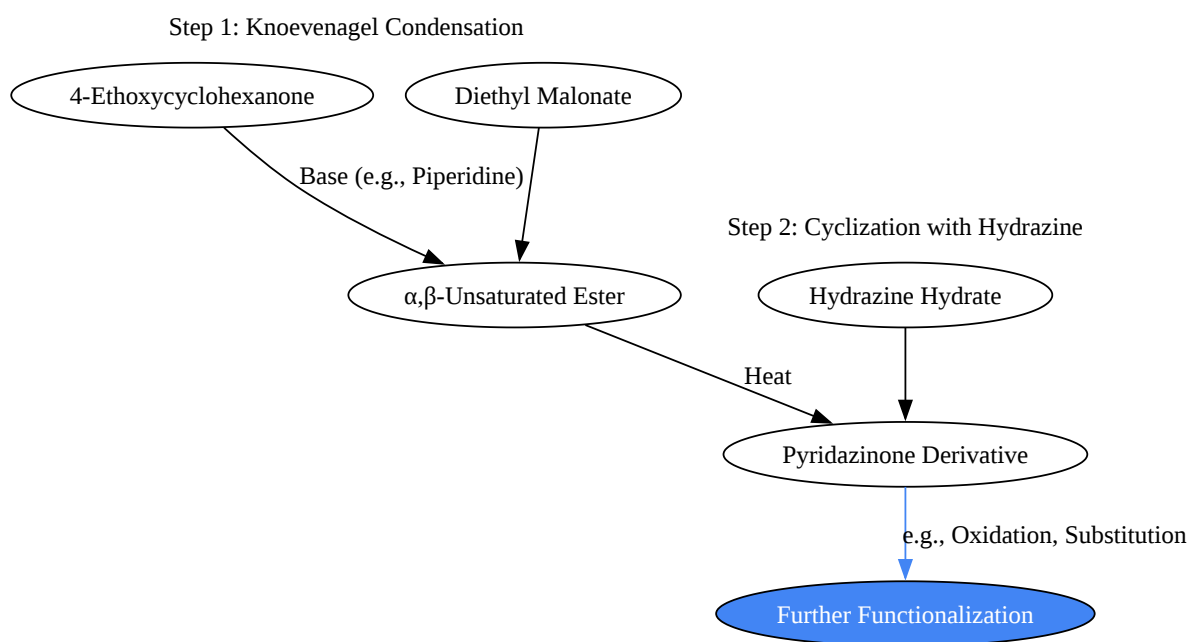 Step 1: Knoevenagel Condensation
4-Ethoxycyclohexanone
Diethyl Malonate
Base (e.g., Piperidine)
Step 2: Cyclization with Hydrazine
α,β-Unsaturated Ester
Hydrazine Hydrate
Heat
Pyridazinone Derivative
e.g., Oxidation, Substitution
Further Functionalization